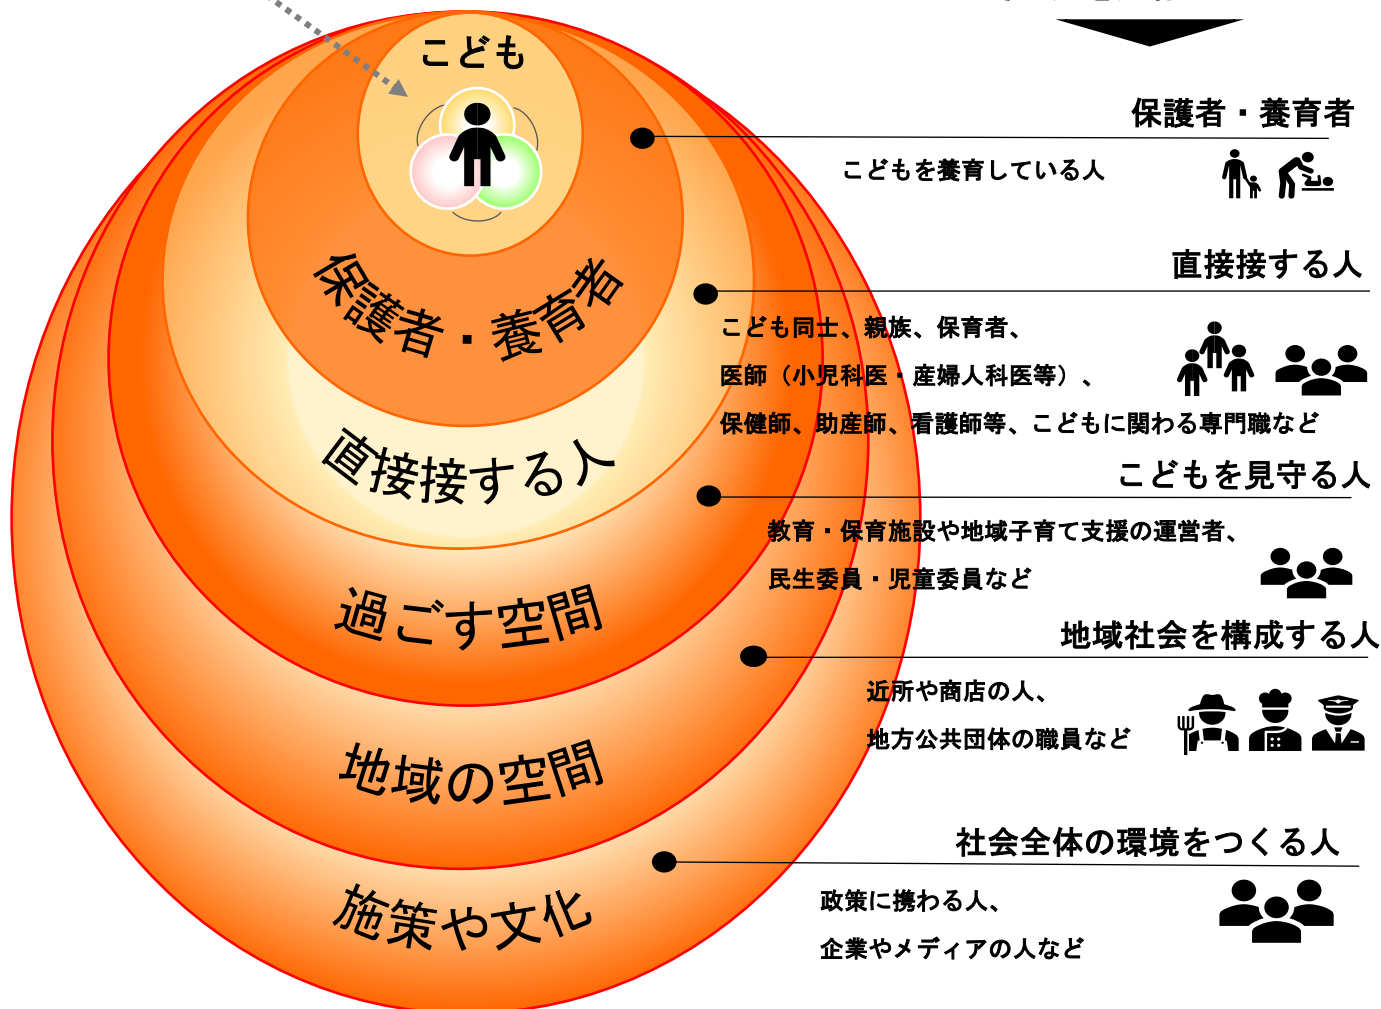 こども
保護者・養育者
直接接する人
過ごす空間
地域の空間
施策や文化
保護者・養育者
こどもを養育している人
直接接する人
こども同士、親族、保育者、
医師（小児科医・産婦人科医等）、
保健師、助産師、看護師等、こどもに関わる専門職など
こどもを見守る人
教育・保育施設や地域子育て支援の運営者、
民生委員・児童委員など
地域社会を構成する人
近所や商店の人、
地方公共団体の職員など
社会全体の環境をつくる人
政策に携わる人、
企業やメディアの人など